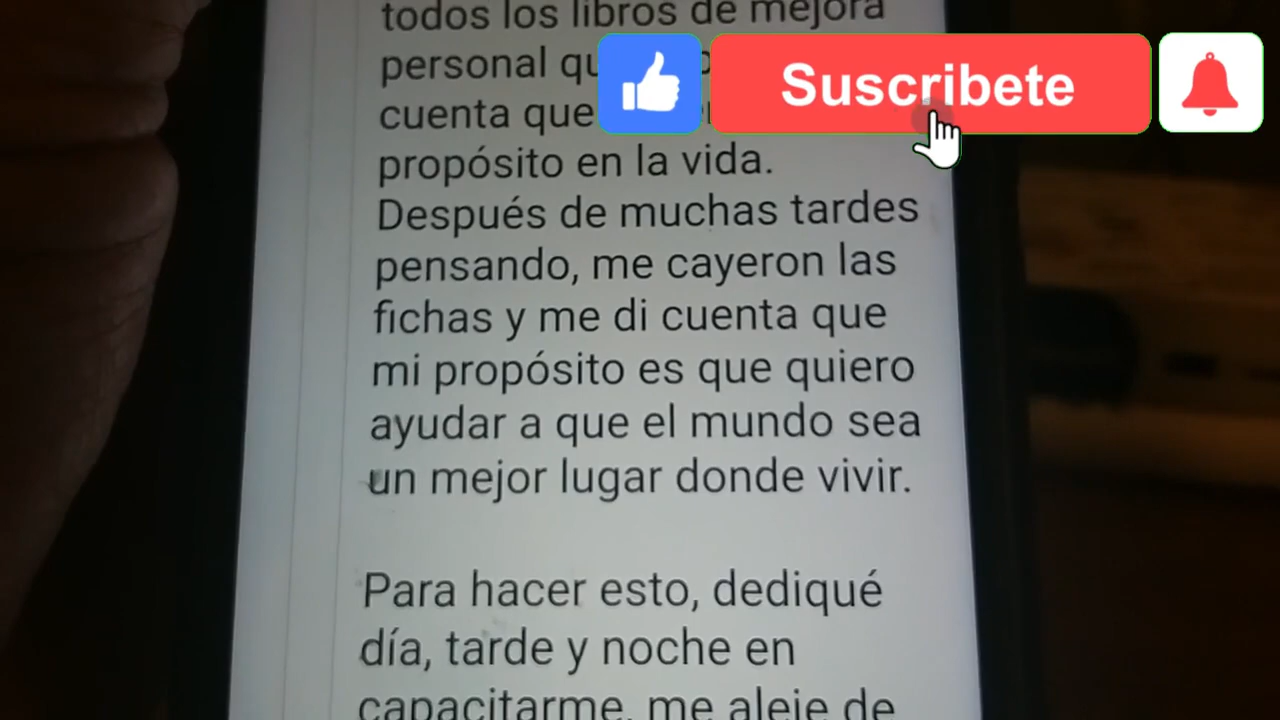 todos los libros de mejora
personal
cuenta que
propósito en la vida.
Después de muchas tardes
pensando, me cayeron las
fichas y me di cuenta que
mi propósito es que quiero
ayudar a que el mundo sea
un mejor lugar donde vivir.
Para hacer esto, dediqué
día, tarde y noche en
capacitarme, me aleje de
Suscribete